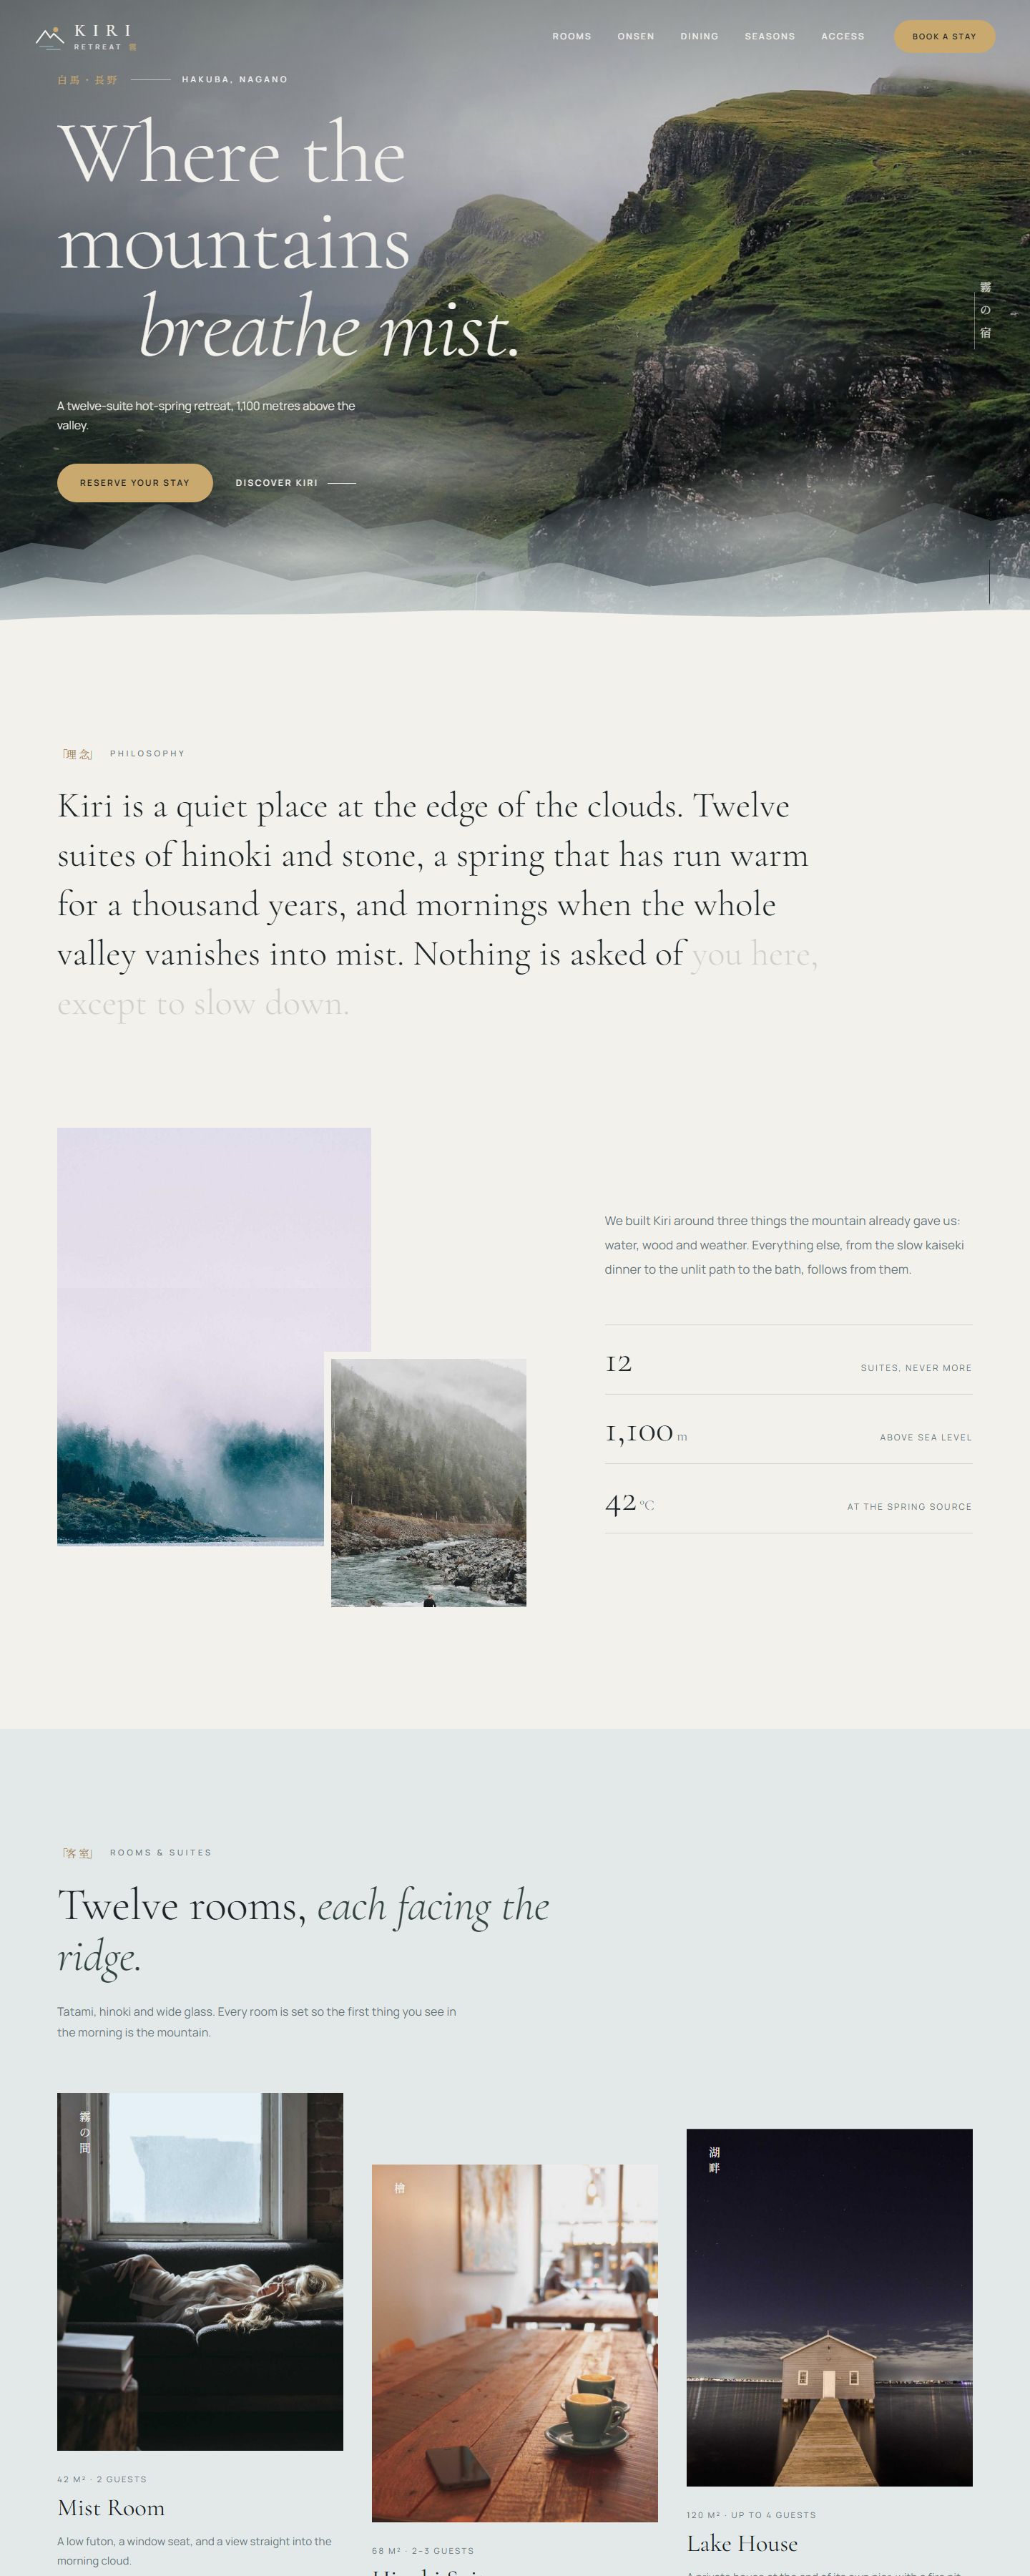 KIRI
RETREAT 霧
ROOMS
ONSEN
DINING
SEASONS
ACCESS
BOOK A STAY
白馬・長野
HAKUBA, NAGANO
Where the
mountains
breathe mist.
霧の宿
A twelve-suite hot-spring retreat, 1,100 metres above the
valley.
RESERVE YOUR STAY
DISCOVER KIRI
「理念」
PHILOSOPHY
Kiri is a quiet place at the edge of the clouds. Twelve
suites of hinoki and stone, a spring that has run warm
for a thousand years, and mornings when the whole
valley vanishes into mist. Nothing is asked of you here,
except to slow down.
We built Kiri around three things the mountain already gave us:
water, wood and weather. Everything else, from the slow kaiseki
dinner to the unlit path to the bath, follows from them.
12
SUITES, NEVER MORE
1,100 m
ABOVE SEA LEVEL
42 °C
AT THE SPRING SOURCE
「客室」
ROOMS & SUITES
Twelve rooms, each facing the
ridge.
Tatami, hinoki and wide glass. Every room is set so the first thing you see in
the morning is the mountain.
霧の間
42 M² · 2 GUESTS
Mist Room
A low futon, a window seat, and a view straight into the
morning cloud.
檜
68 M² · 2–3 GUESTS
湖畔
120 M² · UP TO 4 GUESTS
Lake House